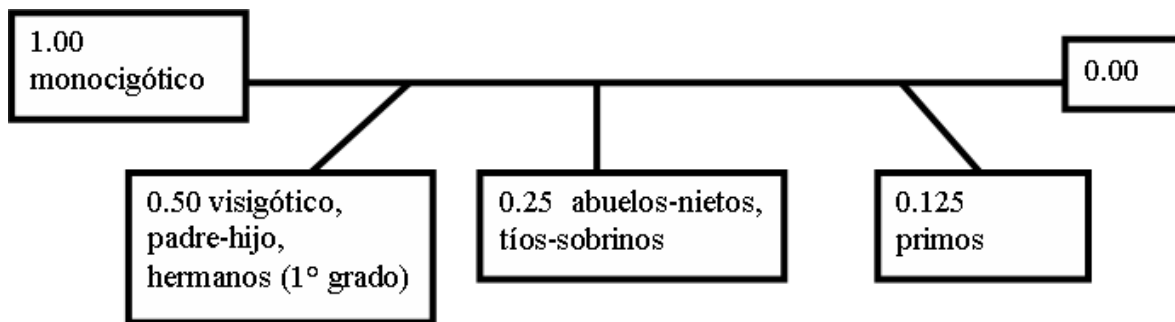 1.00
monocigótico
0.00
0.50 visigótico,
padre-hijo,
hermanos (1° grado)
0.25 abuelos-nietos,
tíos-sobrinos
0.125
primos